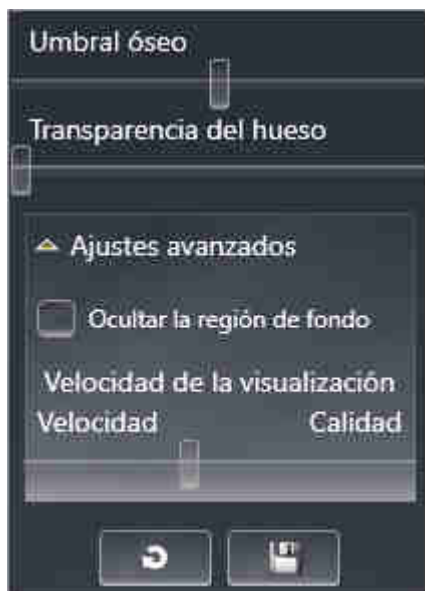 Umbral óseo
Transparencia del hueso
Ajustes avanzados
Ocultar la región de fondo
Velocidad de la visualización
Velocidad Calidad